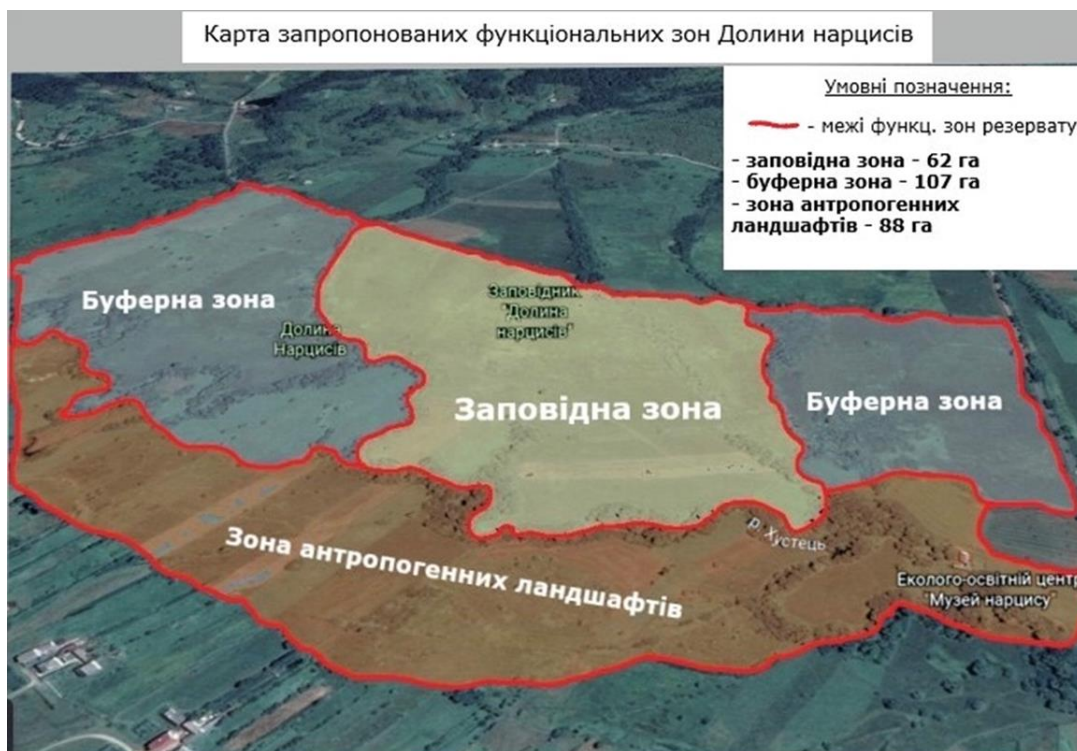 Карта запропонованих функціональних зон Долини нарцисів
Умовні позначення:
- межі функц. зон резервату
- заповідна зона - 62 га
- буферна зона - 107 га
- зона антропогенних
ландшафтів - 88 га
Буферна зона
Долина
Нарцисів
Заповідник
"Долина
нарцисів"
Заповідна зона
Буферна зона
Зона антропогенних ландшафтів
р. Хустець
Еколого-освітній центр
"Музей нарцису"